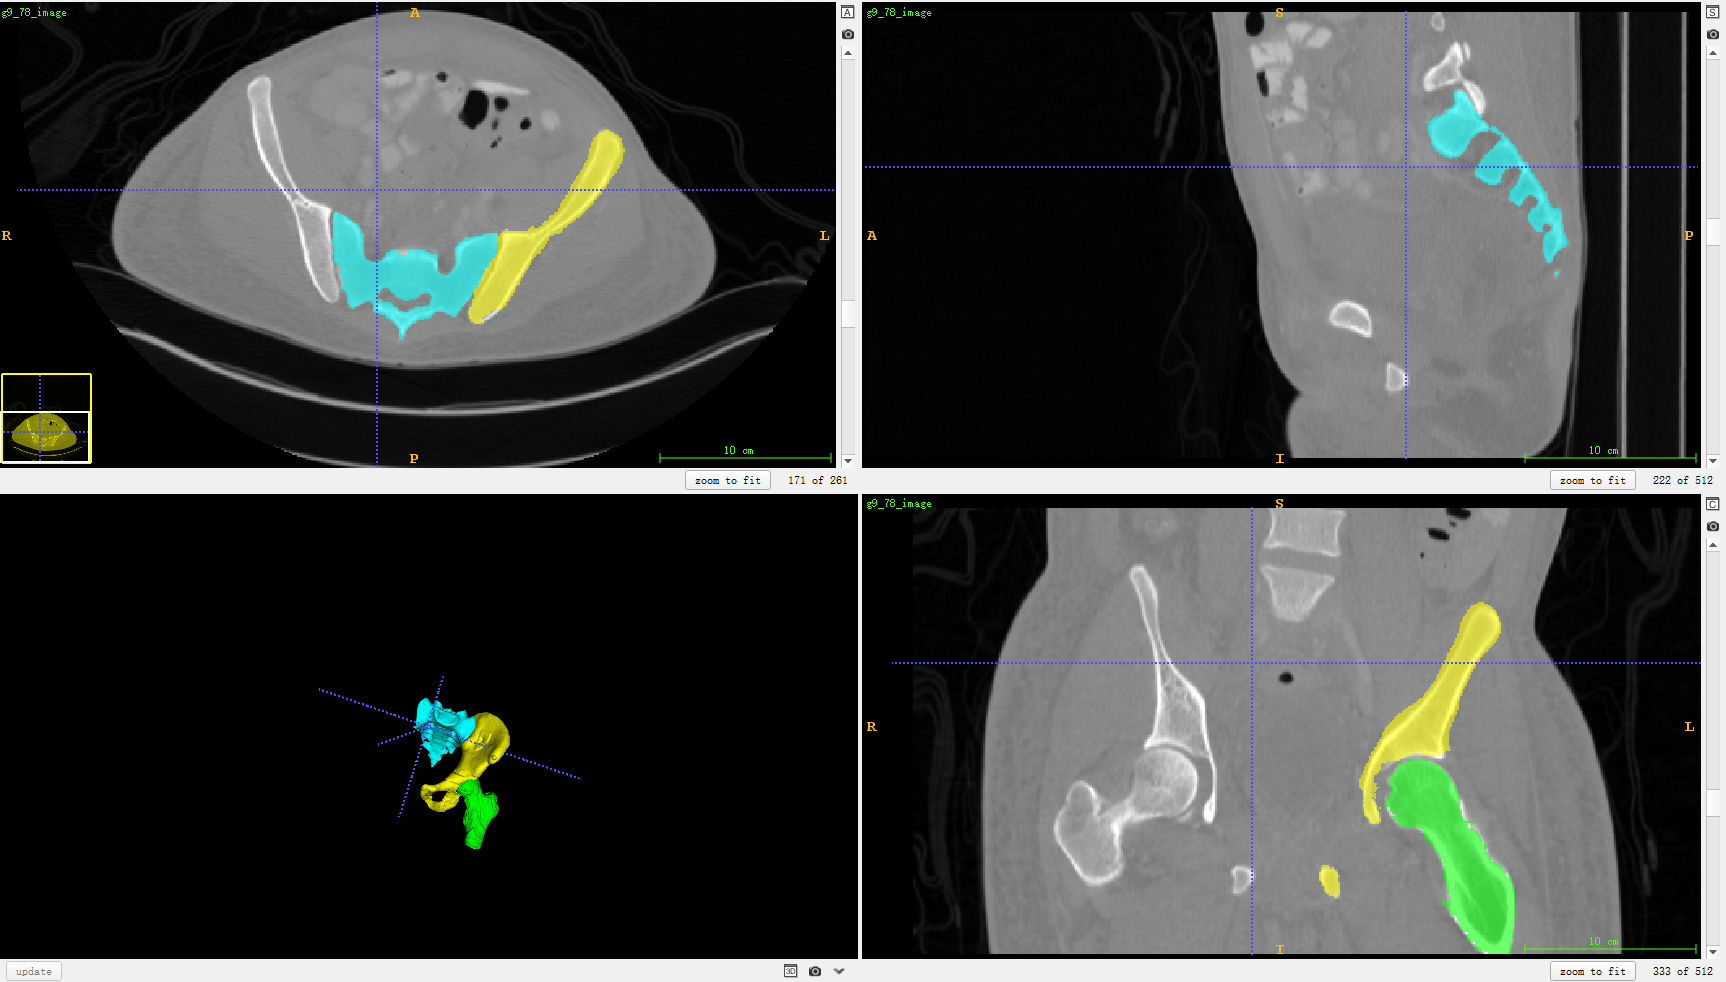 g9_78_image
A
A
R
L
P
10 cm
zoom to fit
171 of 261
g9_78_image
S
S
A
P
I
10 cm
zoom to fit
222 of 512
update
3D
g9_78_image
S
C
R
L
I
10 cm
zoom to fit
333 of 512